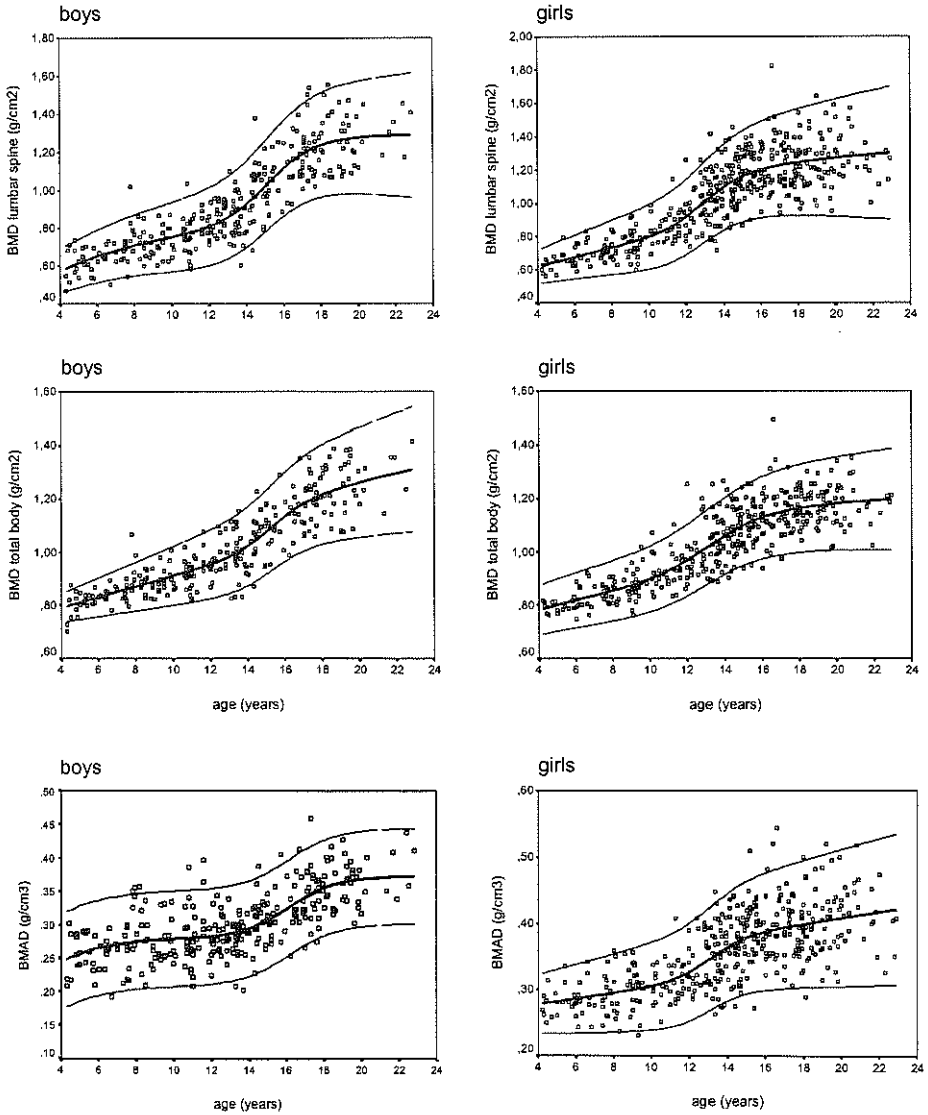 boys
BMD lumbar spine (g/cm2)
1,80
1,60
1,40
1,20
1,00
,80
,60
,40
4 6 8 10 12 14 16 18 20 22 24
girls
BMD lumbar spine (g/cm2)
2,00
1,80
1,60
1,40
1,20
1,00
,80
,60
,40
4 6 8 10 12 14 16 18 20 22 24
boys
BMD total body (g/cm2)
1,60
1,40
1,20
1,00
,80
,60
4 6 8 10 12 14 16 18 20 22 24
age (years)
girls
BMD total body (g/cm2)
1,60
1,40
1,20
1,00
,80
,60
4 6 8 10 12 14 16 18 20 22 24
age (years)
boys
BMAD (g/cm3)
,50
,45
,40
,35
,30
,25
,20
,15
,10
4 6 8 10 12 14 16 18 20 22 24
age (years)
girls
BMAD (g/cm3)
,60
,50
,40
,30
,20
4 6 8 10 12 14 16 18 20 22 24
age (years)